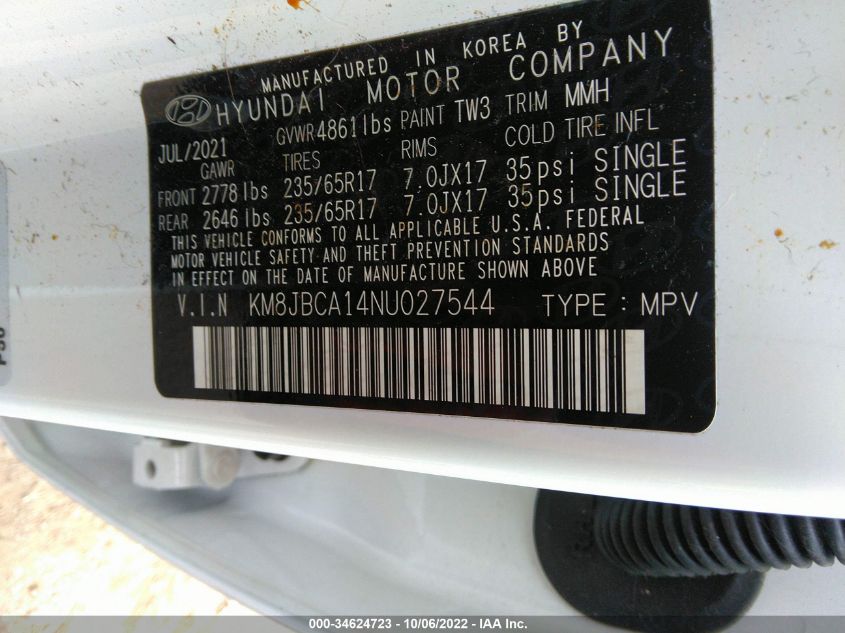 MANUFACTURED IN KOREA BY
HYUNDAI MOTOR COMPANY
JUL/2021 GVWR4861lbs PAINT TW3 TRIM MMH
GAWR TIRES RIMS COLD TIRE INFL
FRONT 2778lbs 235/65R17 7.0JX17 35psi SINGLE
REAR 2646lbs 235/65R17 7.0JX17 35psi SINGLE
THIS VEHICLE CONFORMS TO ALL APPLICABLE U.S.A. FEDERAL
MOTOR VEHICLE SAFETY AND THEFT PREVENTION STANDARDS
IN EFFECT ON THE DATE OF MANUFACTURE SHOWN ABOVE
V.I.N KM8JBCA14NU027544 TYPE : MPV
000-34624723 - 10/06/2022 - IAA Inc.